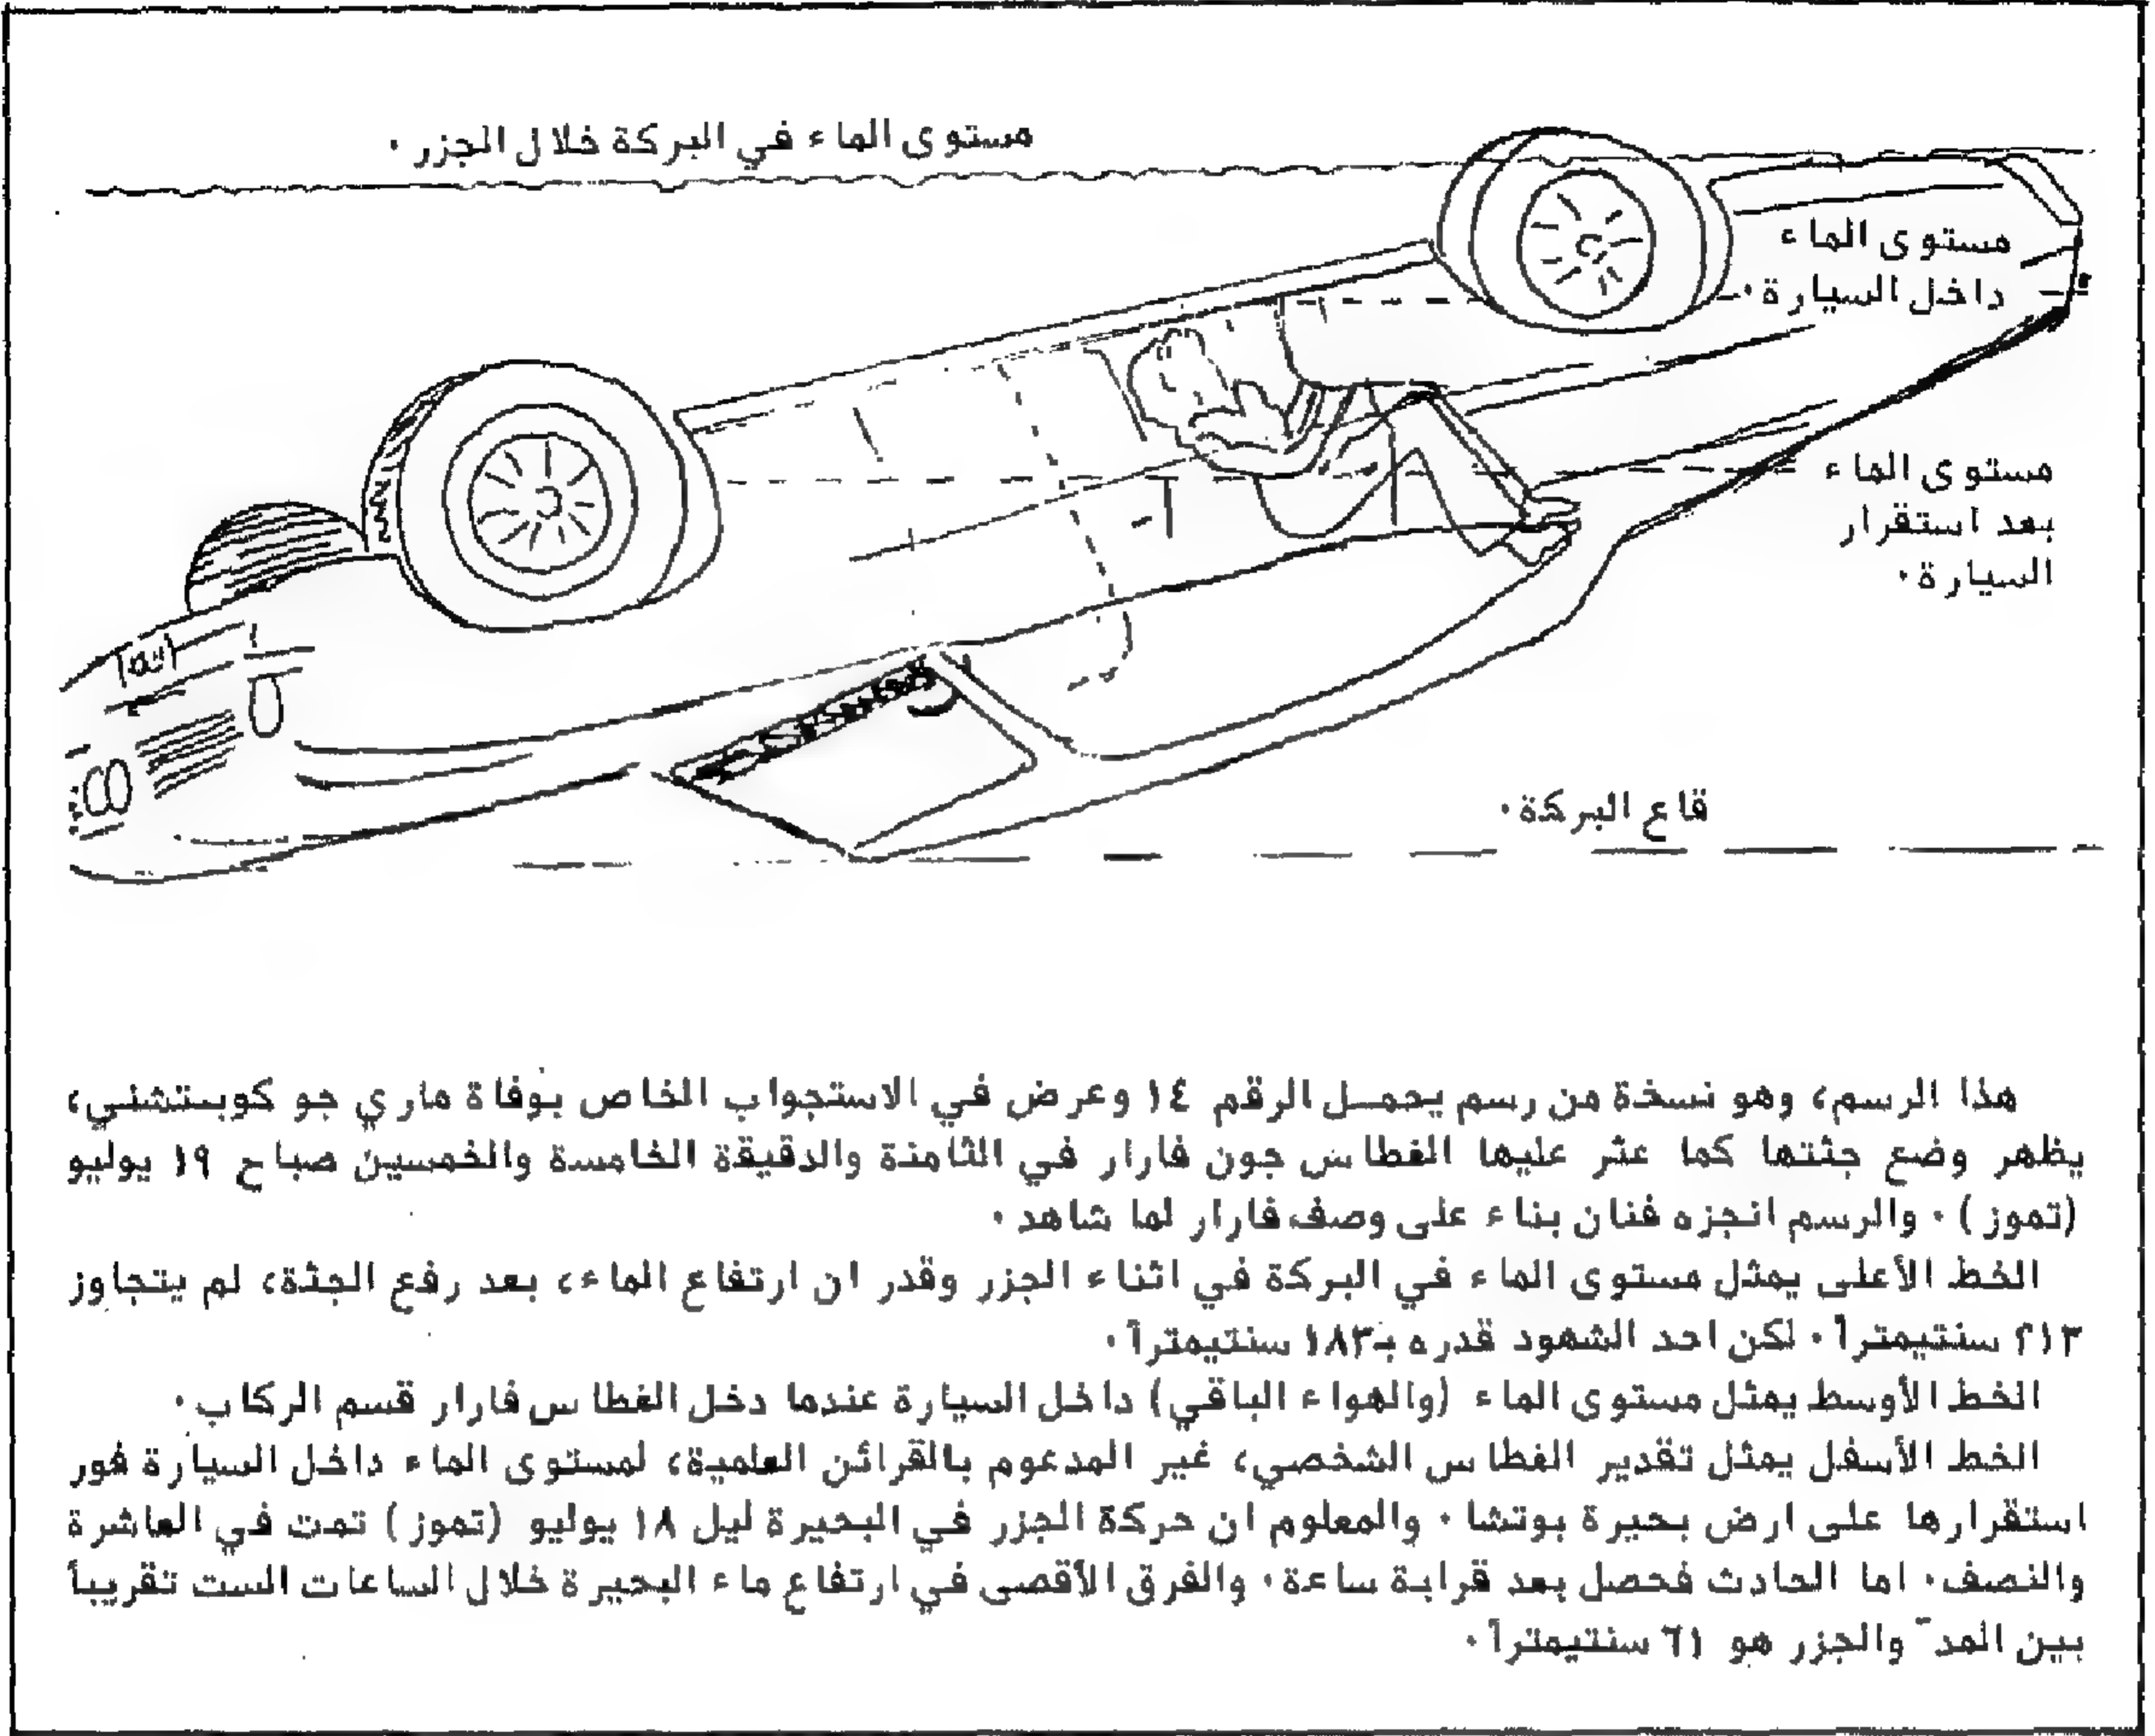 مستوى الماء في البركة خلال الجزر.
مستوى الماء
داخل السيارة.
مستوى الماء
بعد استقرار
السيارة.
قاع البركة.
هذا الرسم، وهو نسخة من رسم يحمل الرقم ١٤ وعرض في الاستجواب الخاص بوفاة ماري جو كوبتشني،
يظهر وضع جثتها كما عثر عليها الغطاس جون فارار في الثامنة والدقيقة الخامسة والخمسين صباح ١٩ يوليو
(تموز). والرسم انجزه فنان بناء على وصف فارار لما شاهد.
الخط الأعلى يمثل مستوى الماء في البركة في اثناء الجزر وقدر ان ارتفاع الماء، بعد رفع الجثة، لم يتجاوز
٢١٣ سنتيمتراً. لكن احد الشهود قدره بـ١٨٣ سنتيمتراً.
الخط الأوسط يمثل مستوى الماء (والهواء الباقي) داخل السيارة عندما دخل الغطاس فارار قسم الركاب.
الخط الأسفل يمثل تقدير الغطاس الشخصي، غير المدعوم بالقرائن العلمية، لمستوى الماء داخل السيارة فور
استقرارها على ارض بحيرة بوتشا. والمعلوم ان حركة الجزر في البحيرة ليل ١٨ يوليو (تموز) تمت في العاشرة
والنصف. اما الحادث فحصل بعد قرابة ساعة. والفرق الأقصى في ارتفاع ماء البحيرة خلال الساعات الست تقريباً
بين المدّ والجزر هو ٦١ سنتيمتراً.